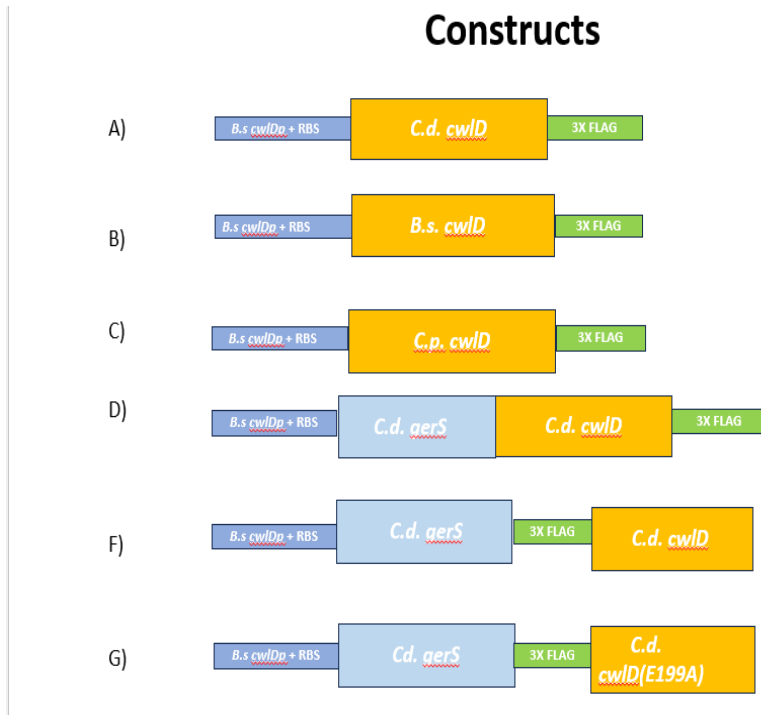 Constructs
A) B.s cwlDp + RBS C.d. cwlD 3X FLAG
B) B.s cwlDp + RBS B.s. cwlD 3X FLAG
C) B.s cwlDp + RBS C.p. cwlD 3X FLAG
D) B.s cwlDp + RBS C.d. gerS C.d. cwlD 3X FLAG
F) B.s cwlDp + RBS C.d. gerS 3X FLAG C.d. cwlD
G) B.s cwlDp + RBS Cd. gerS 3X FLAG C.d.
cwlD(E199A)